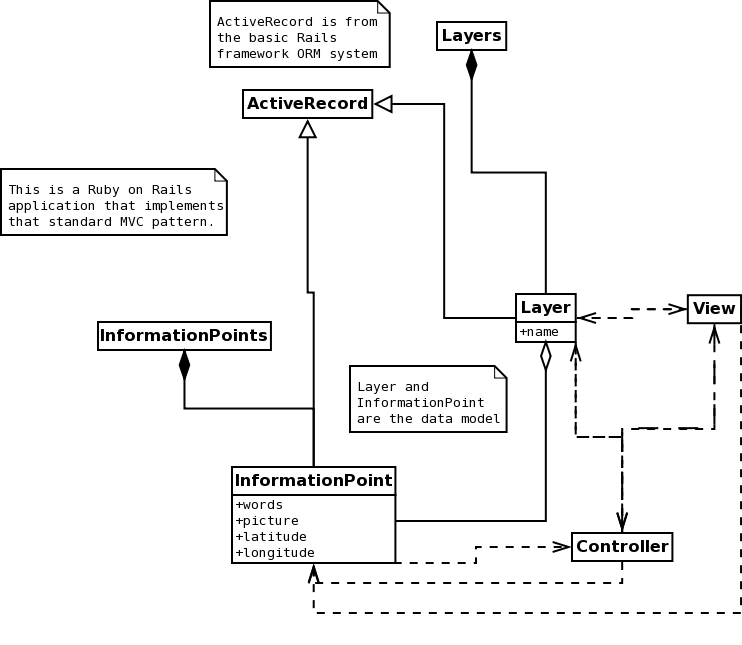 ActiveRecord is from
the basic Rails
framework ORM system
Layers
ActiveRecord
This is a Ruby on Rails
application that implements
that standard MVC pattern.
Layer
+name
View
InformationPoints
Layer and
InformationPoint
are the data model
InformationPoint
+words
+picture
+latitude
+longitude
Controller